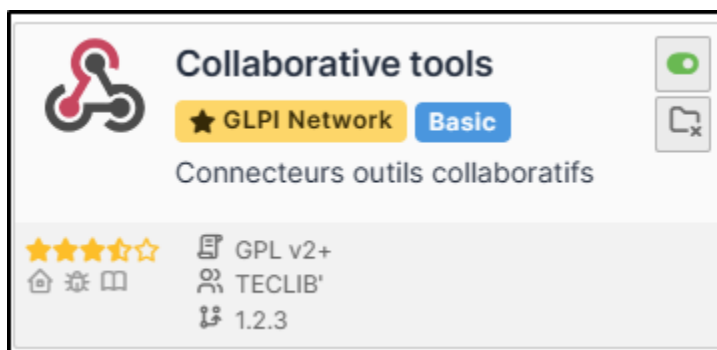 Collaborative tools
GLPI Network Basic
Connecteurs outils collaboratifs
GPL v2+
TECLIB'
1.2.3